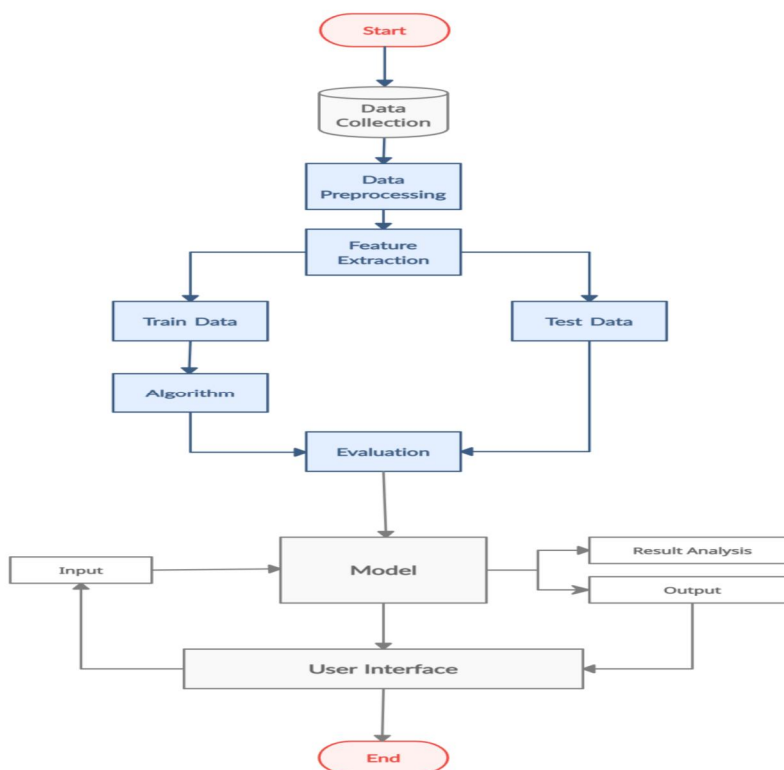 Start
Data
Collection
Data
Preprocessing
Feature
Extraction
Train Data
Test Data
Algorithm
Evaluation
Input
Model
Result Analysis
Output
User Interface
End